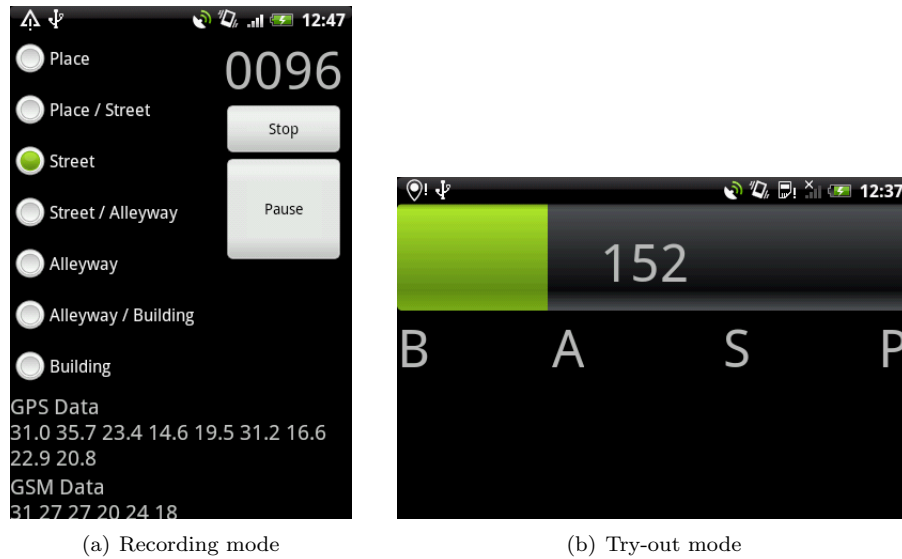 12:47
Place
0096
Place / Street
Stop
Street
Street / Alleyway
Pause
Alleyway
Alleyway / Building
Building
GPS Data
31.0 35.7 23.4 14.6 19.5 31.2 16.6
22.9 20.8
GSM Data
31 27 27 20 24 18
(a) Recording mode
12:37
152
B A S P
(b) Try-out mode